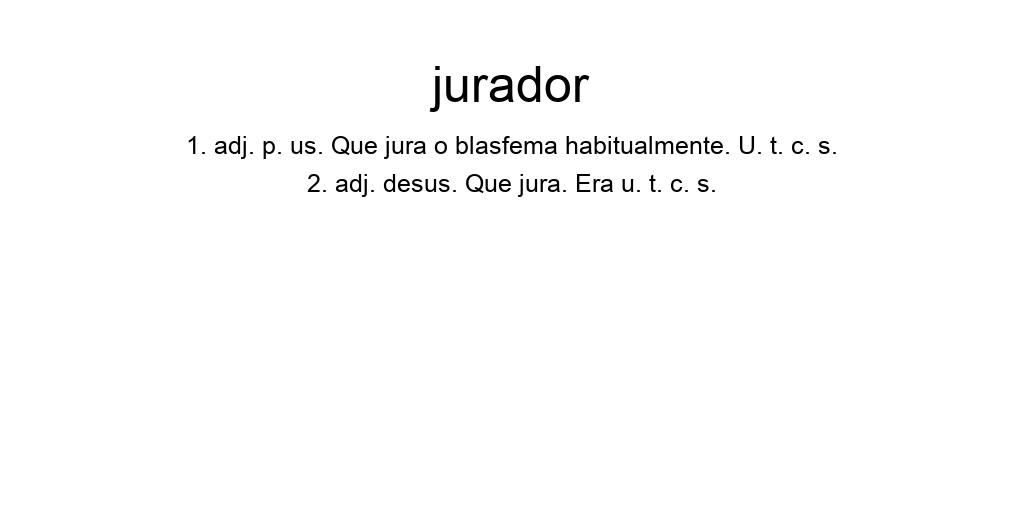 jurador
1. adj. p. us. Que jura o blasfema habitualmente. U. t. c. s.
2. adj. desus. Que jura. Era u. t. c. s.